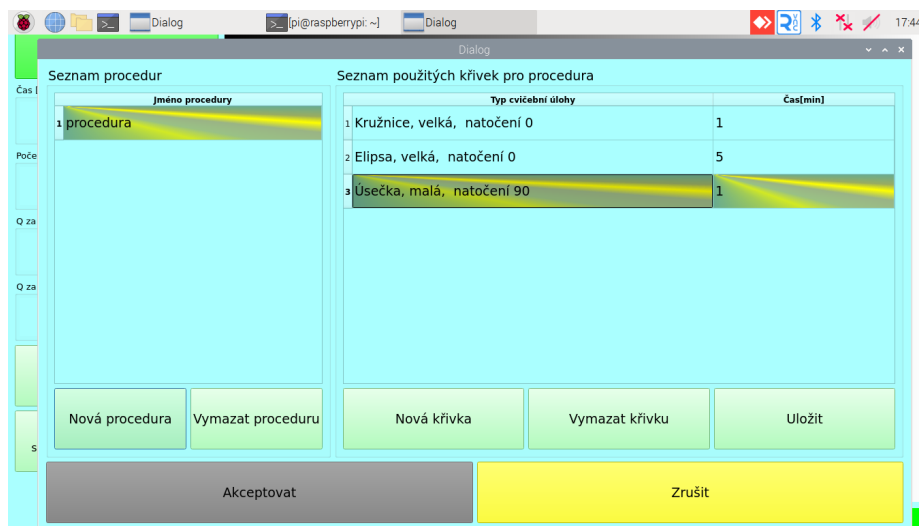 Dialog
[pi@raspberrypi: ~]
Dialog
17:44
Dialog
Seznam procedur
Seznam použitých křivek pro procedura
Čas [
Jméno procedury
Typ cvičební úlohy
Čas[min]
1 procedura
1 Kružnice, velká, natočení 0
1
Poče
2 Elipsa, velká, natočení 0
5
3 Úsečka, malá, natočení 90
1
Q za
Q za
Nová procedura
Vymazat proceduru
Nová křivka
Vymazat křivku
Uložit
s
Akceptovat
Zrušit